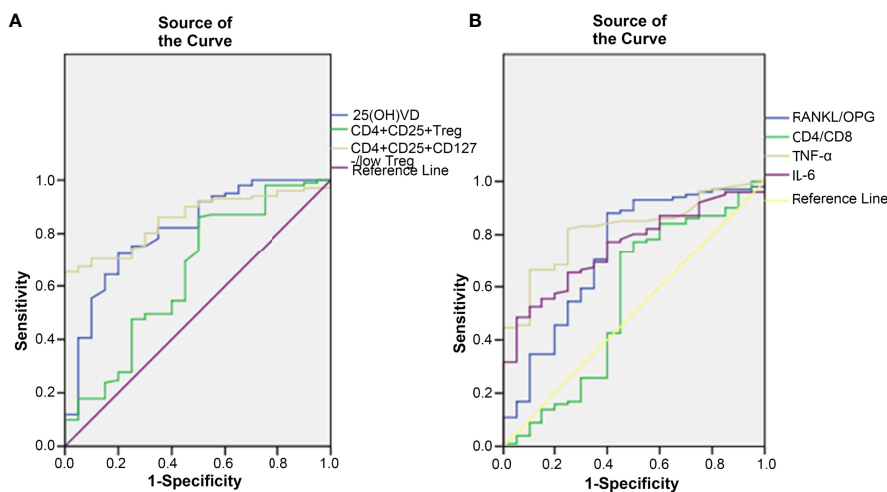 A
Source of
the Curve
25(OH)VD
CD4+CD25+Treg
CD4+CD25+CD127
-/low Treg
Reference Line
1.0
0.8
0.6
0.4
0.2
0.0
Sensitivity
0.0 0.2 0.4 0.6 0.8 1.0
1-Specificity
B
Source of
the Curve
RANKL/OPG
CD4/CD8
TNF-α
IL-6
Reference Line
1.0
0.8
0.6
0.4
0.2
0.0
Sensitivity
0.0 0.2 0.4 0.6 0.8 1.0
1-Specificity